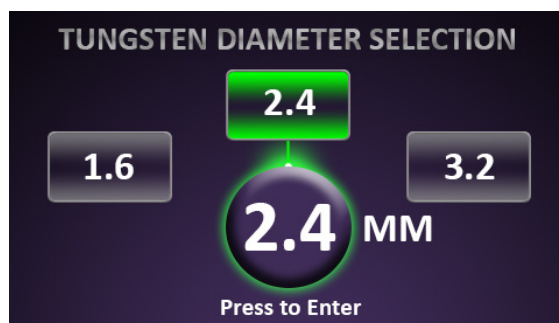 TUNGSTEN DIAMETER SELECTION
2.4
1.6
3.2
2.4 MM
Press to Enter